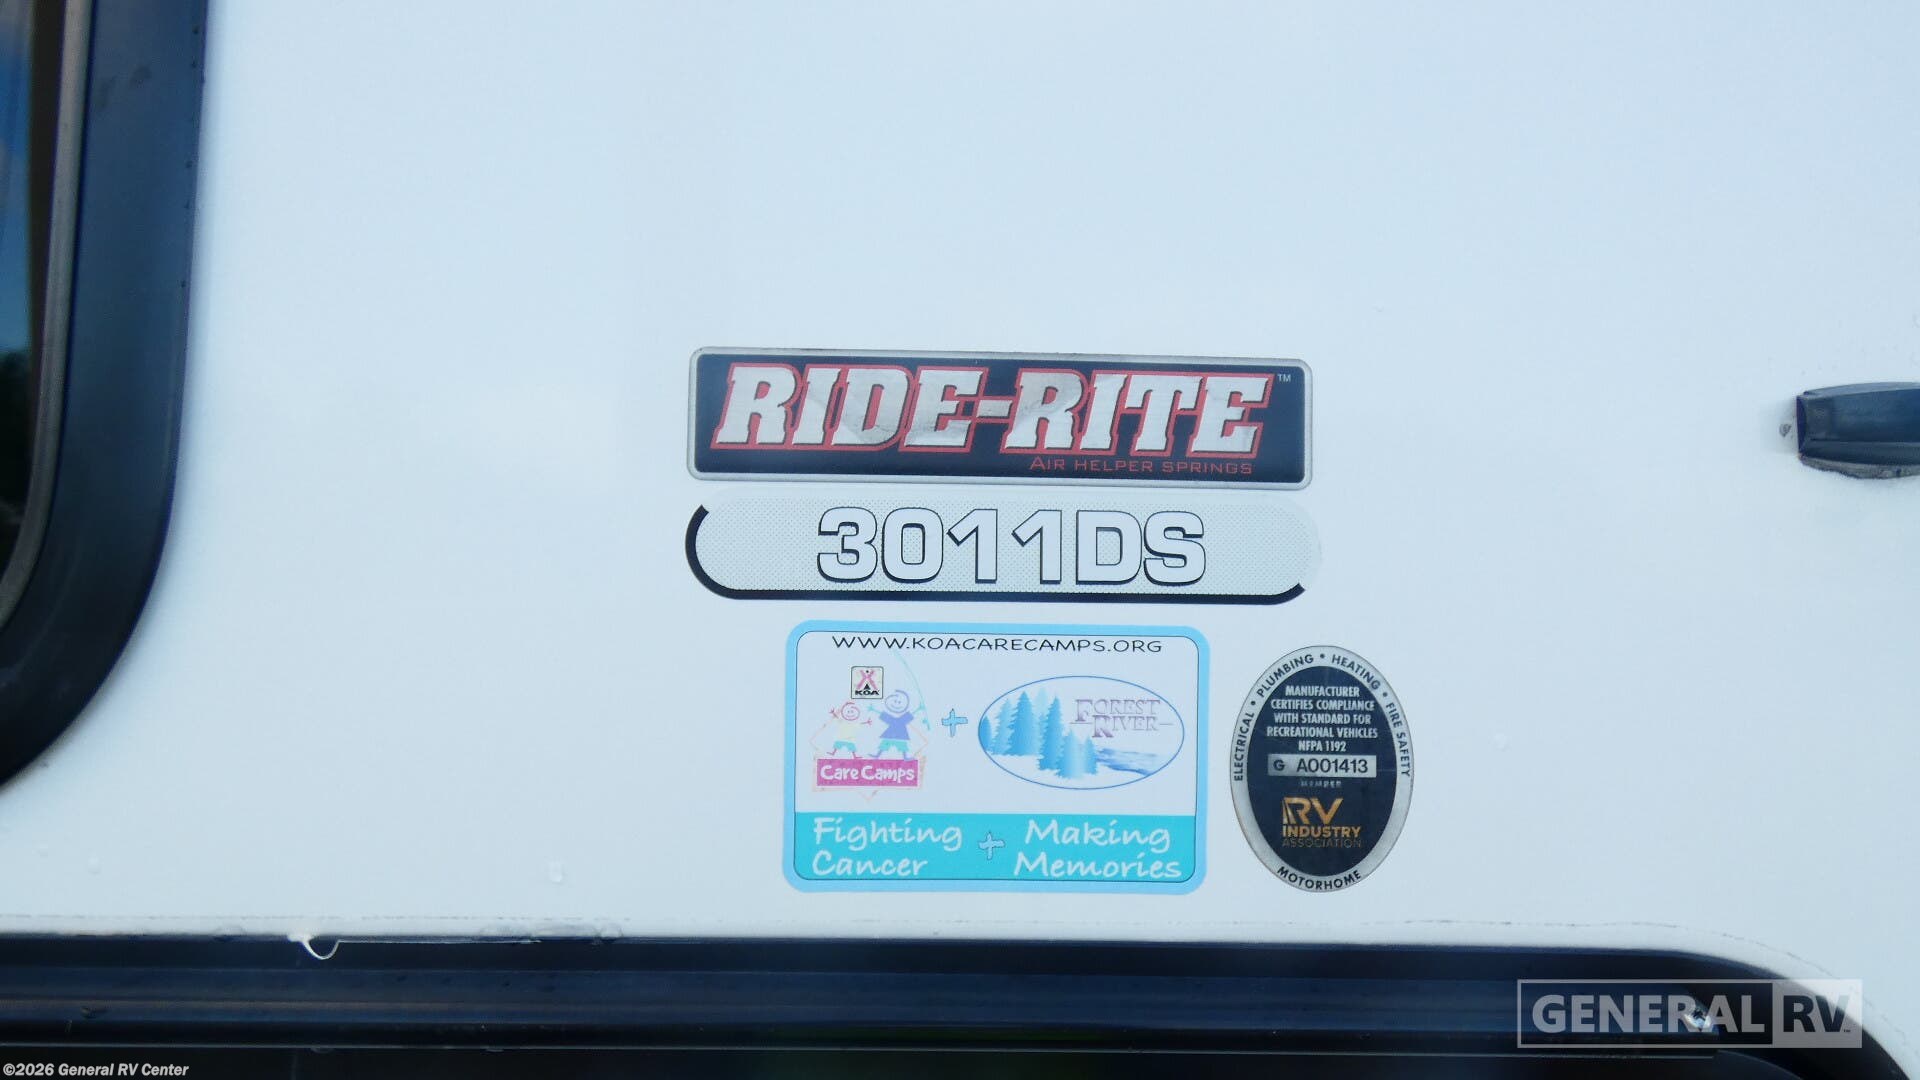 RIDE-RITE™
AIR HELPER SPRINGS
3011DS
WWW.KOACARECAMPS.ORG
KOA
Care Camps
+
FOREST
RIVER
Fighting
Cancer
+
Making
Memories
ELECTRICAL • PLUMBING • HEATING • FIRE SAFETY
MANUFACTURER
CERTIFIES COMPLIANCE
WITH STANDARD FOR
RECREATIONAL VEHICLES
NFPA 1192
G A001413
MEMBER
RV
INDUSTRY
ASSOCIATION
MOTORHOME
GENERAL RV
©2026 General RV Center